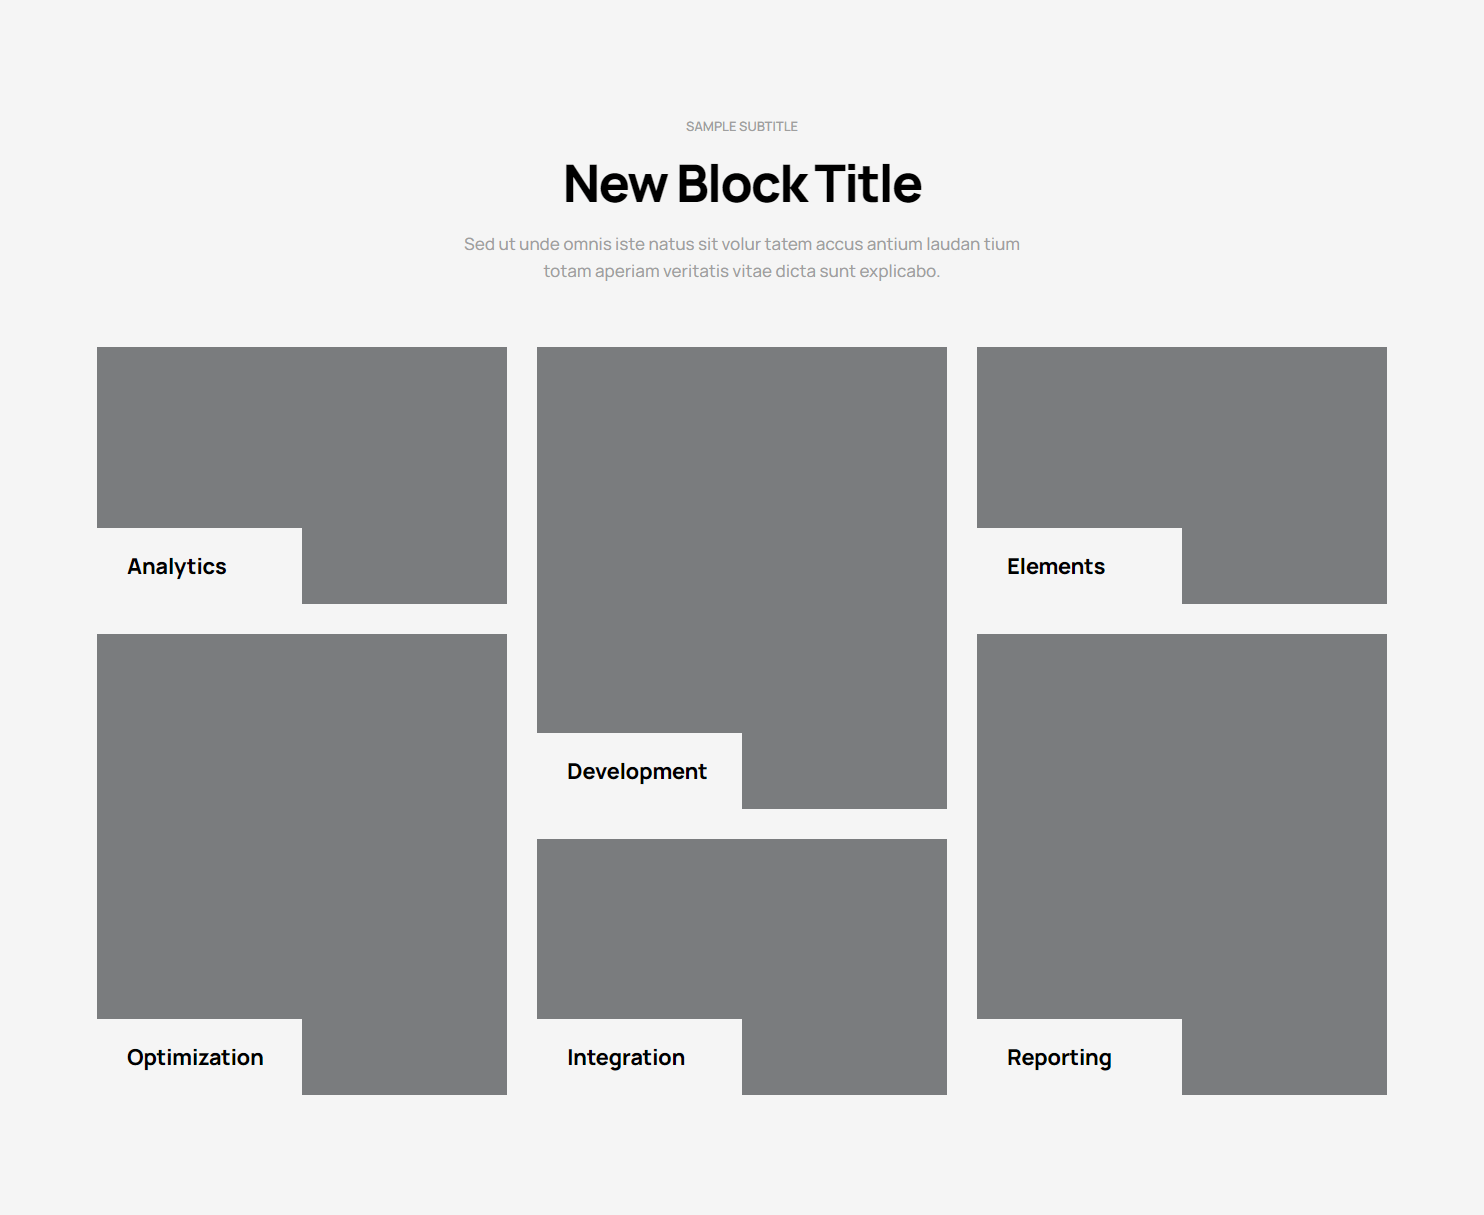 SAMPLE SUBTITLE
New Block Title
Sed ut unde omnis iste natus sit volur tatem accus antium laudan tium
totam aperiam veritatis vitae dicta sunt explicabo.
Analytics
Elements
Development
Optimization
Integration
Reporting